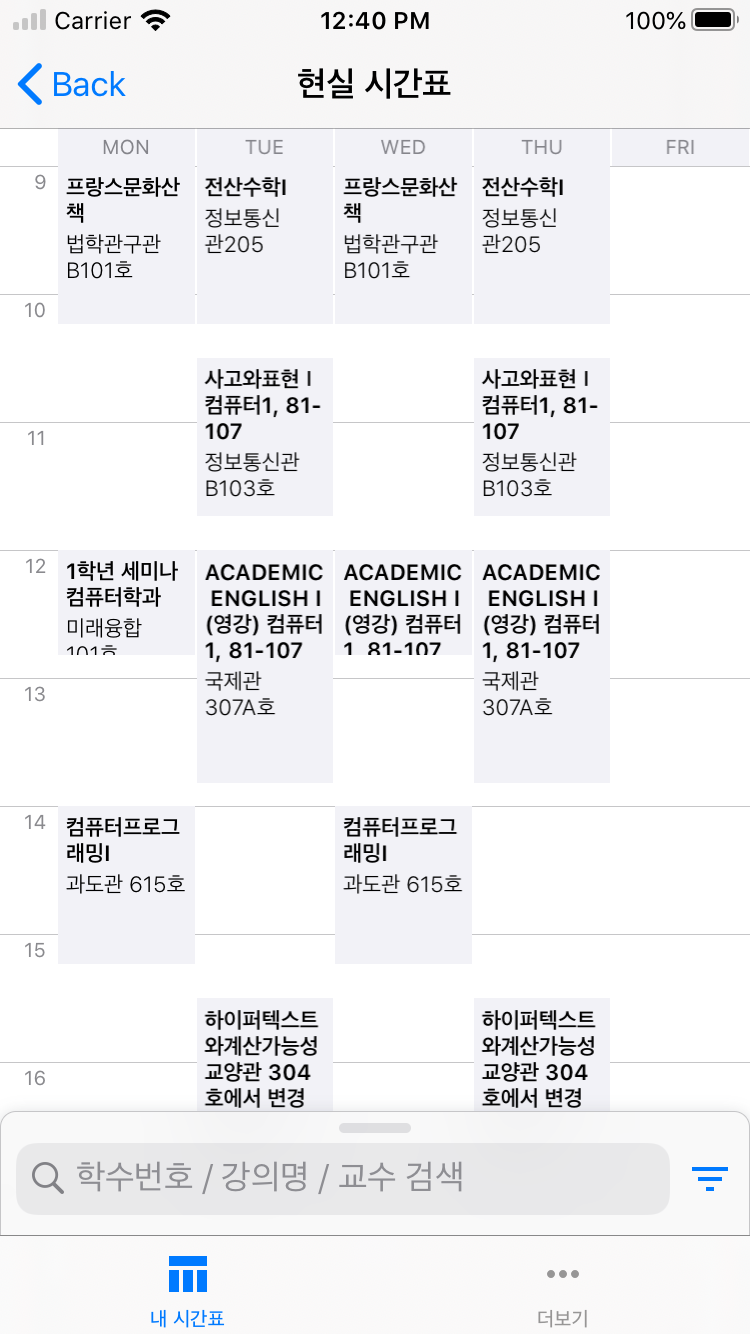 Carrier 12:40 PM 100%
Back 현실 시간표
MON TUE WED THU FRI
9
프랑스문화산
책
법학관구관
B101호
전산수학I
정보통신
관205
프랑스문화산
책
법학관구관
B101호
전산수학I
정보통신
관205
10
사고와표현 I
컴퓨터1, 81-
107
정보통신관
B103호
사고와표현 I
컴퓨터1, 81-
107
정보통신관
B103호
11
12
1학년 세미나
컴퓨터학과
미래융합
101호
ACADEMIC
ENGLISH I
(영강) 컴퓨터
1, 81-107
국제관
307A호
ACADEMIC
ENGLISH I
(영강) 컴퓨터
1, 81-107
ACADEMIC
ENGLISH I
(영강) 컴퓨터
1, 81-107
국제관
307A호
13
14
컴퓨터프로그
래밍I
과도관 615호
컴퓨터프로그
래밍I
과도관 615호
15
하이퍼텍스트
와계산가능성
교양관 304
호에서 변경
하이퍼텍스트
와계산가능성
교양관 304
호에서 변경
16
학수번호 / 강의명 / 교수 검색
내 시간표 더보기